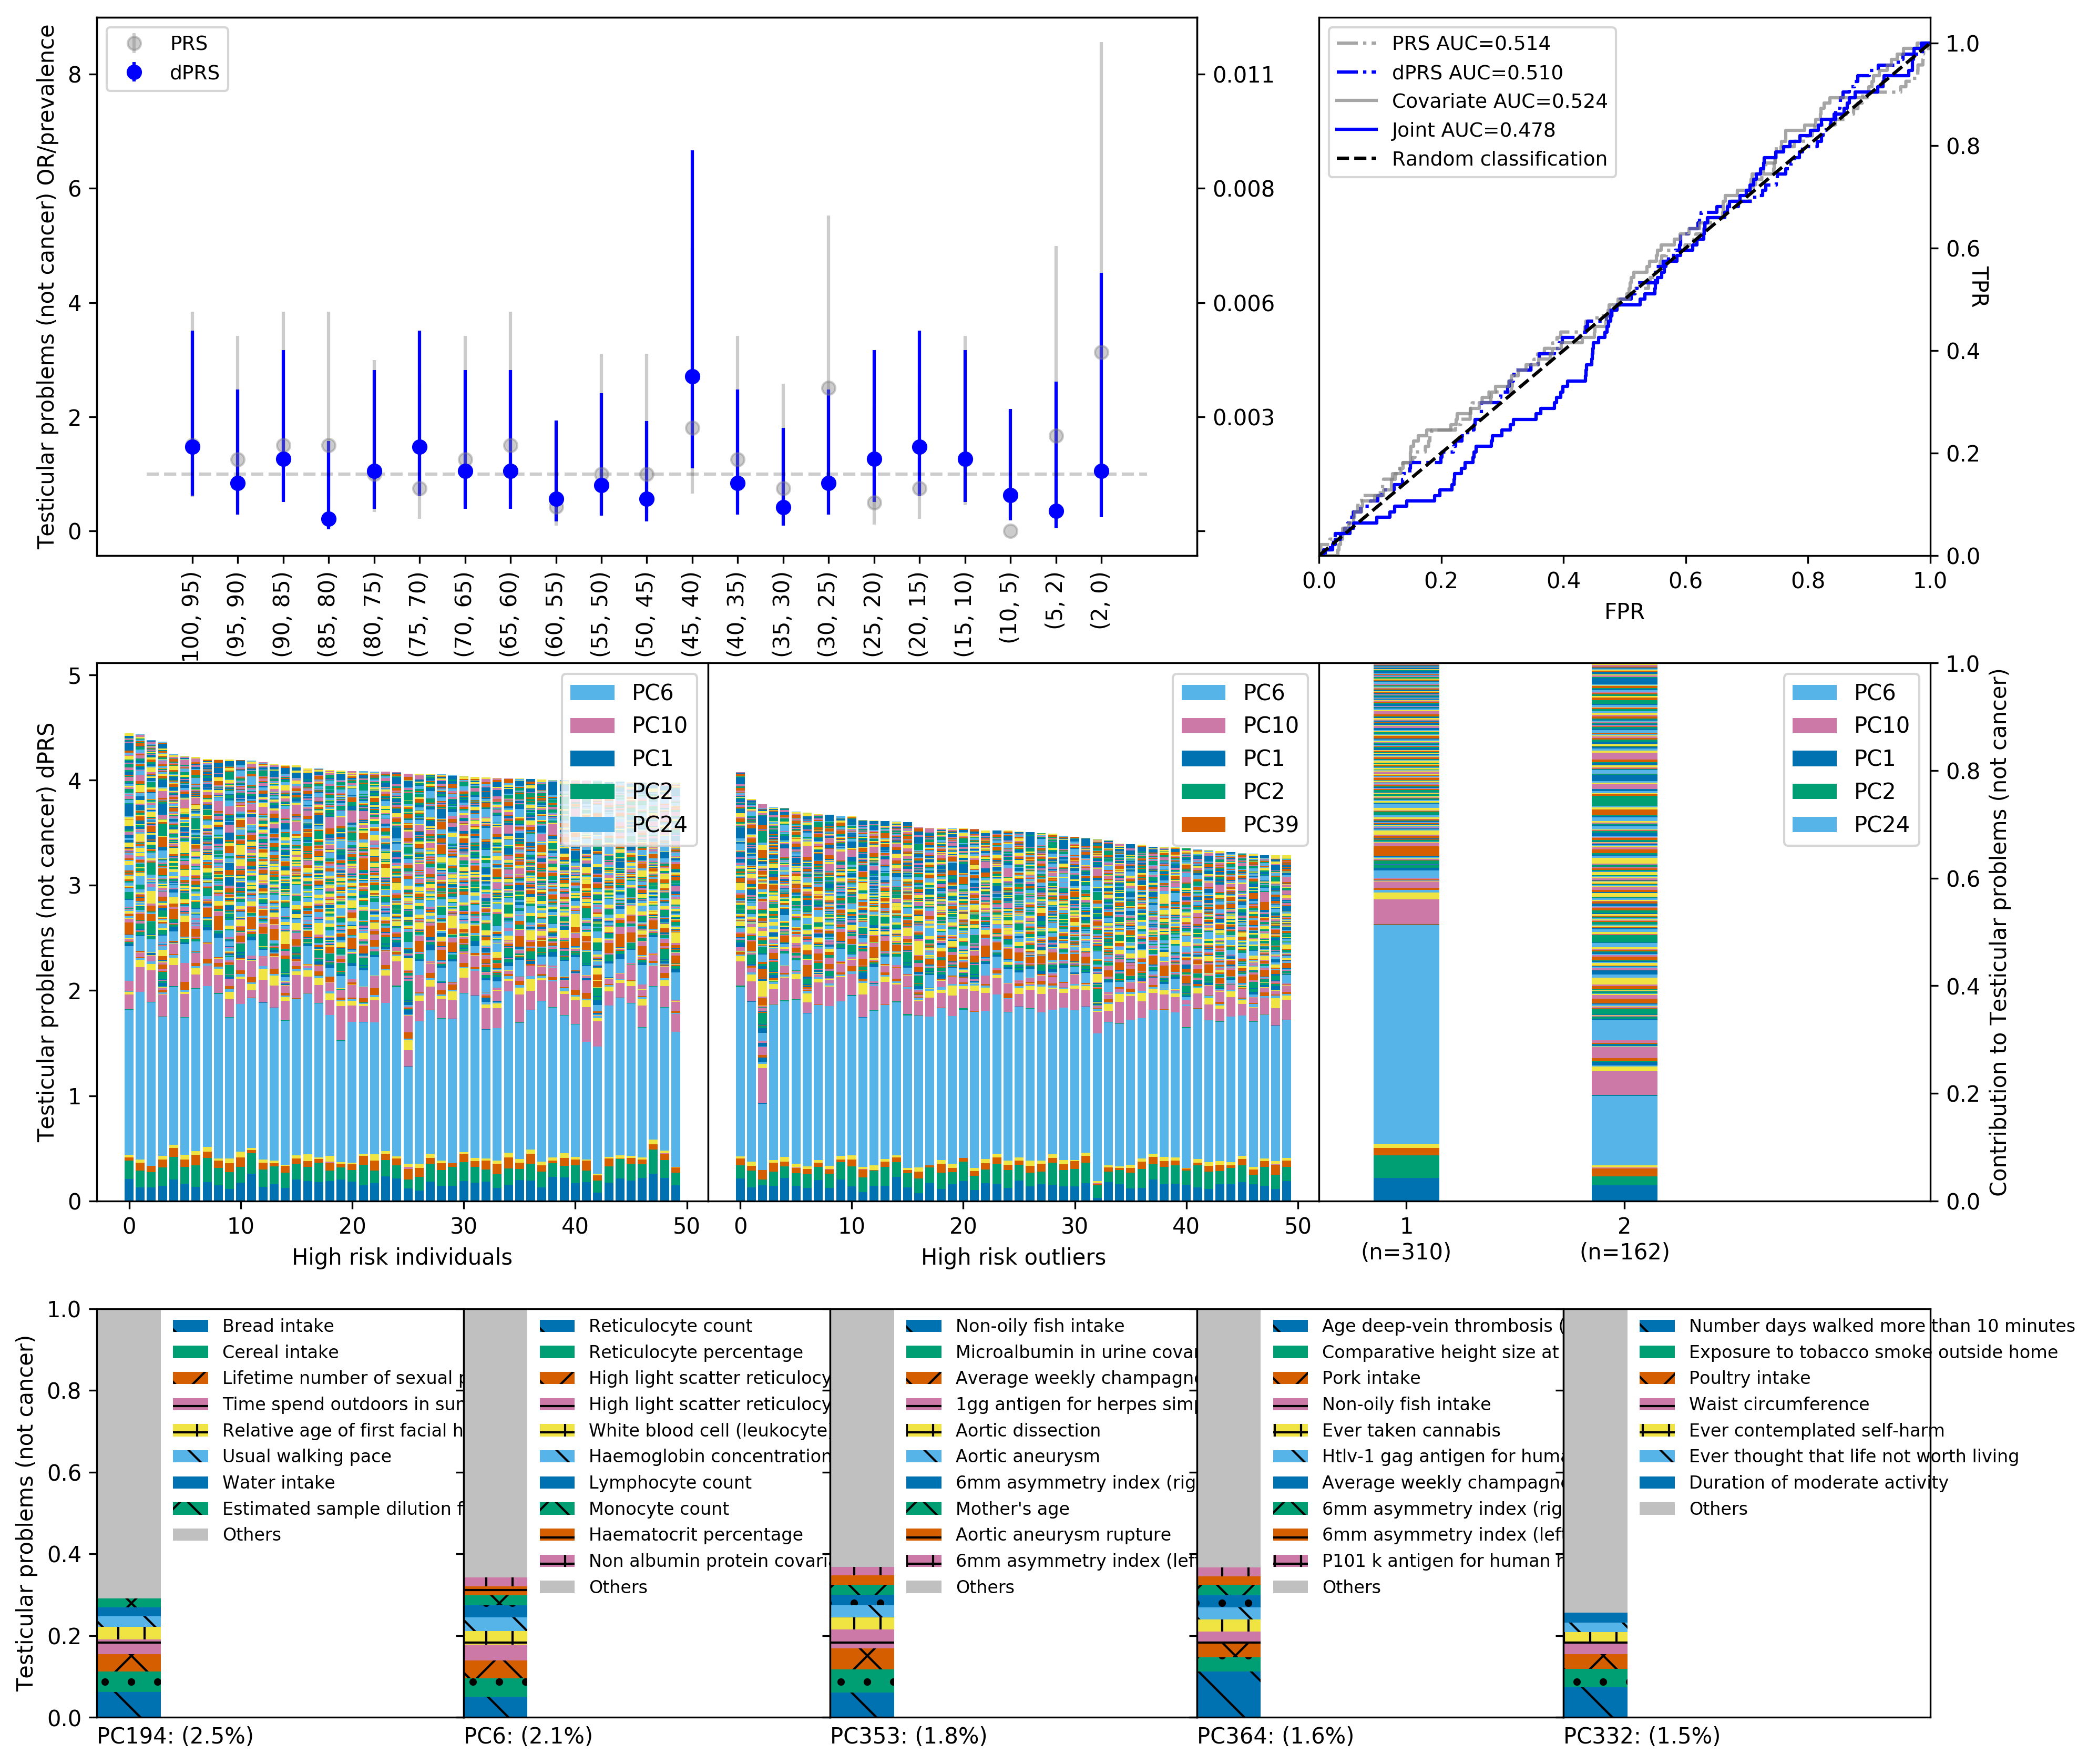 Testicular problems (not cancer) OR/prevalence
PRS
dPRS
8
6
4
2
0
0.011
0.008
0.006
0.003
100, 95)
(95, 90)
(90, 85)
(85, 80)
(80, 75)
(75, 70)
(70, 65)
(65, 60)
(60, 55)
(55, 50)
(50, 45)
(45, 40)
(40, 35)
(35, 30)
(30, 25)
(25, 20)
(20, 15)
(15, 10)
(10, 5)
(5, 2)
(2, 0)
PRS AUC=0.514
dPRS AUC=0.510
Covariate AUC=0.524
Joint AUC=0.478
Random classification
1.0
0.8
0.6
0.4
0.2
0.0
TPR
0.0 0.2 0.4 0.6 0.8 1.0
FPR
Testicular problems (not cancer) dPRS
5
4
3
2
1
0
PC6
PC10
PC1
PC2
PC24
0 10 20 30 40 50
High risk individuals
PC6
PC10
PC1
PC2
PC39
0 10 20 30 40 50
High risk outliers
PC6
PC10
PC1
PC2
PC24
1
(n=310)
2
(n=162)
1.0
0.8
0.6
0.4
0.2
0.0
Contribution to Testicular problems (not cancer)
Testicular problems (not cancer)
1.0
0.8
0.6
0.4
0.2
0.0
Bread intake
Cereal intake
Lifetime number of sexual
Time spend outdoors in
Relative age of first facial
Usual walking pace
Water intake
Estimated sample dilution
Others
PC194: (2.5%)
Reticulocyte count
Reticulocyte percentage
High light scatter reticulocy
High light scatter reticulocy
White blood cell (leukocyte
Haemoglobin concentration
Lymphocyte count
Monocyte count
Haematocrit percentage
Non albumin protein
Others
PC6: (2.1%)
Non-oily fish intake
Microalbumin in urine
Average weekly champagn
1gg antigen for herpes
Aortic dissection
Aortic aneurysm
6mm asymmetry index (rig
Mother's age
Aortic aneurysm rupture
6mm asymmetry index
Others
PC353: (1.8%)
Age deep-vein thrombosis (
Comparative height size at
Pork intake
Non-oily fish intake
Ever taken cannabis
Htlv-1 gag antigen for
Average weekly champagn
6mm asymmetry index (rig
6mm asymmetry index
P101 k antigen for human
Others
PC364: (1.6%)
Number days walked more than 10 minutes
Exposure to tobacco smoke outside home
Poultry intake
Waist circumference
Ever contemplated self-harm
Ever thought that life not worth living
Duration of moderate activity
Others
PC332: (1.5%)